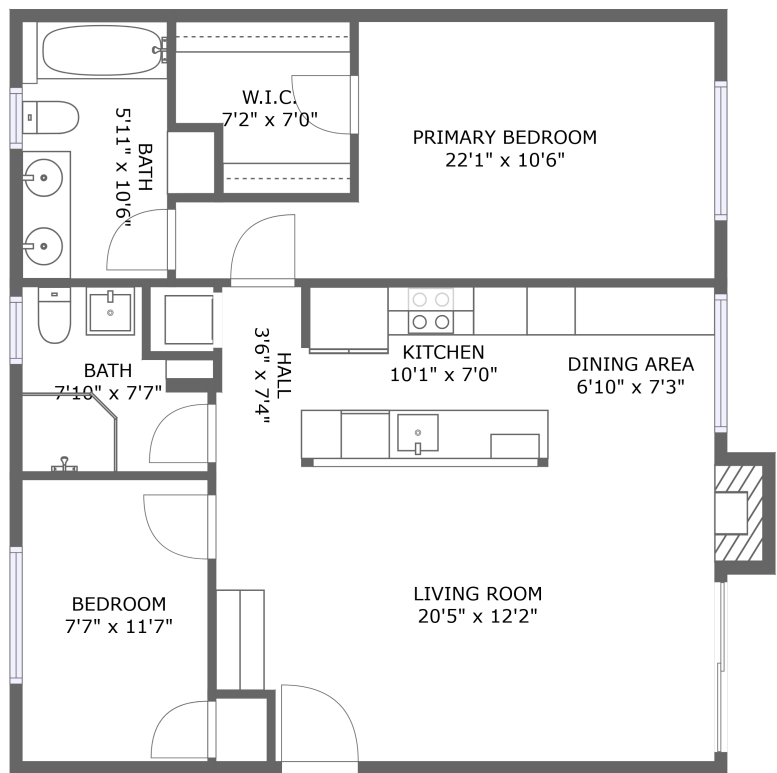 W.I.C.
7'2" x 7'0"
PRIMARY BEDROOM
22'1" x 10'6"
BATH
5'11" x 10'6"
BATH
7'10" x 7'7"
HALL
3'6" x 7'4"
KITCHEN
10'1" x 7'0"
DINING AREA
6'10" x 7'3"
BEDROOM
7'7" x 11'7"
LIVING ROOM
20'5" x 12'2"